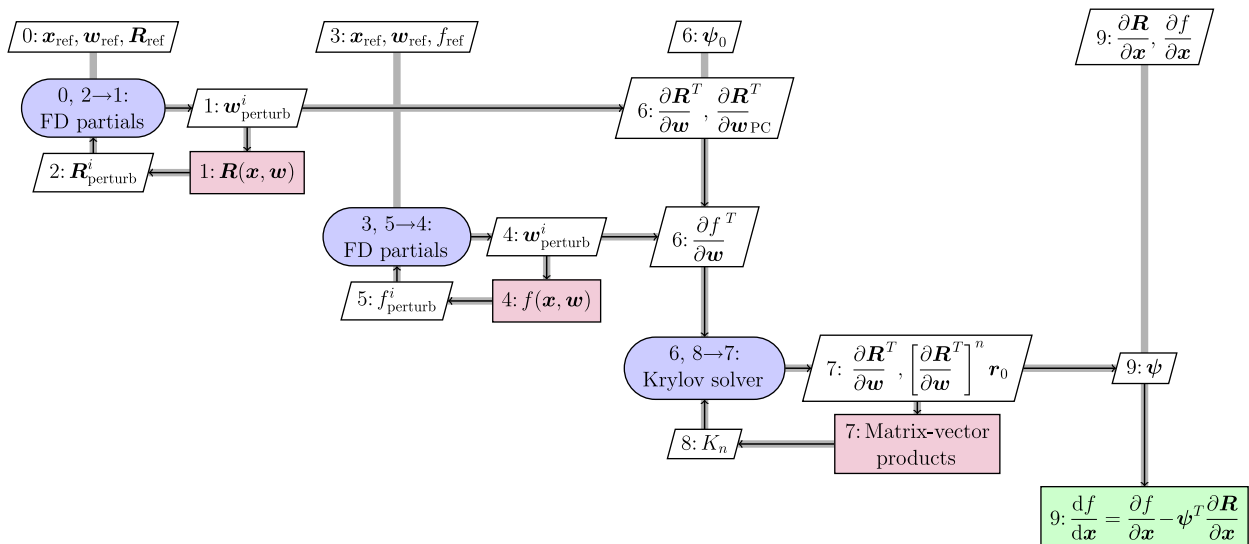 0: x_ref, w_ref, R_ref
3: x_ref, w_ref, f_ref
6: ψ_0
9: ∂R/∂x, ∂f/∂x
0, 2→1:
FD partials
1: w^i_perturb
6: ∂R^T/∂w, ∂R^T/∂w_PC
2: R^i_perturb
1: R(x, w)
3, 5→4:
FD partials
4: w^i_perturb
6: ∂f^T/∂w
5: f^i_perturb
4: f(x, w)
6, 8→7:
Krylov solver
7: ∂R^T/∂w, [∂R^T/∂w]^n r_0
9: ψ
8: K_n
7: Matrix-vector
products
9: df/dx = ∂f/∂x − ψ^T ∂R/∂x